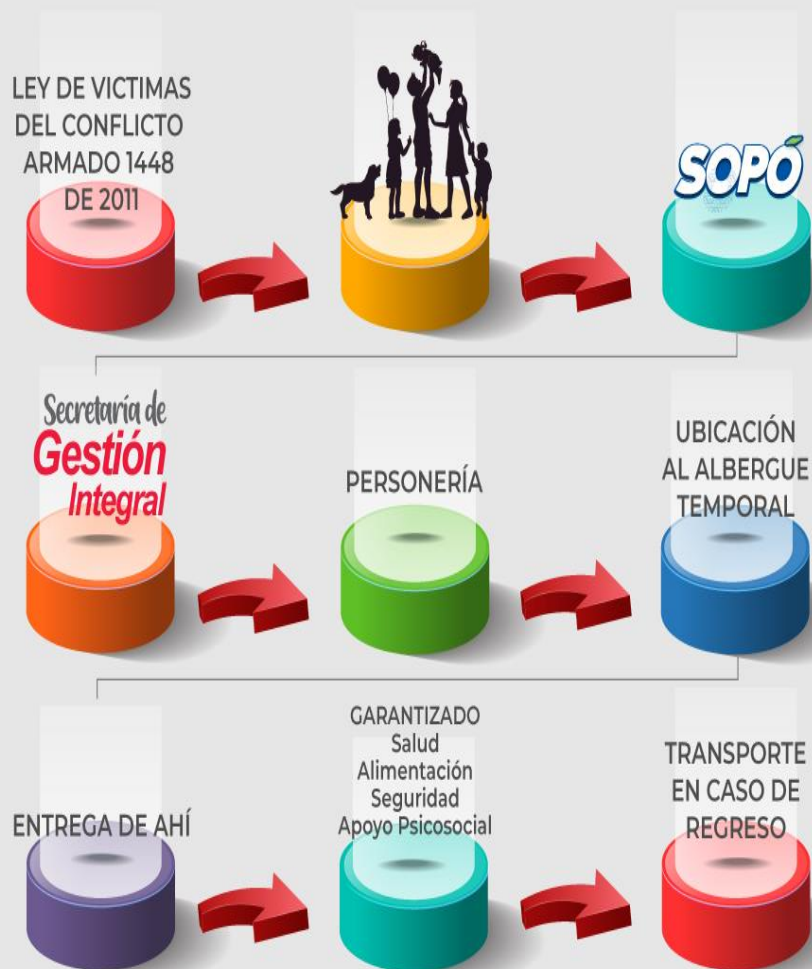 LEY DE VICTIMAS
DEL CONFLICTO
ARMADO 1448
DE 2011
SOPÓ
Secretaría de
Gestión
Integral
PERSONERÍA
UBICACIÓN
AL ALBERGUE
TEMPORAL
ENTREGA DE AHÍ
GARANTIZADO
Salud
Alimentación
Seguridad
Apoyo Psicosocial
TRANSPORTE
EN CASO DE
REGRESO